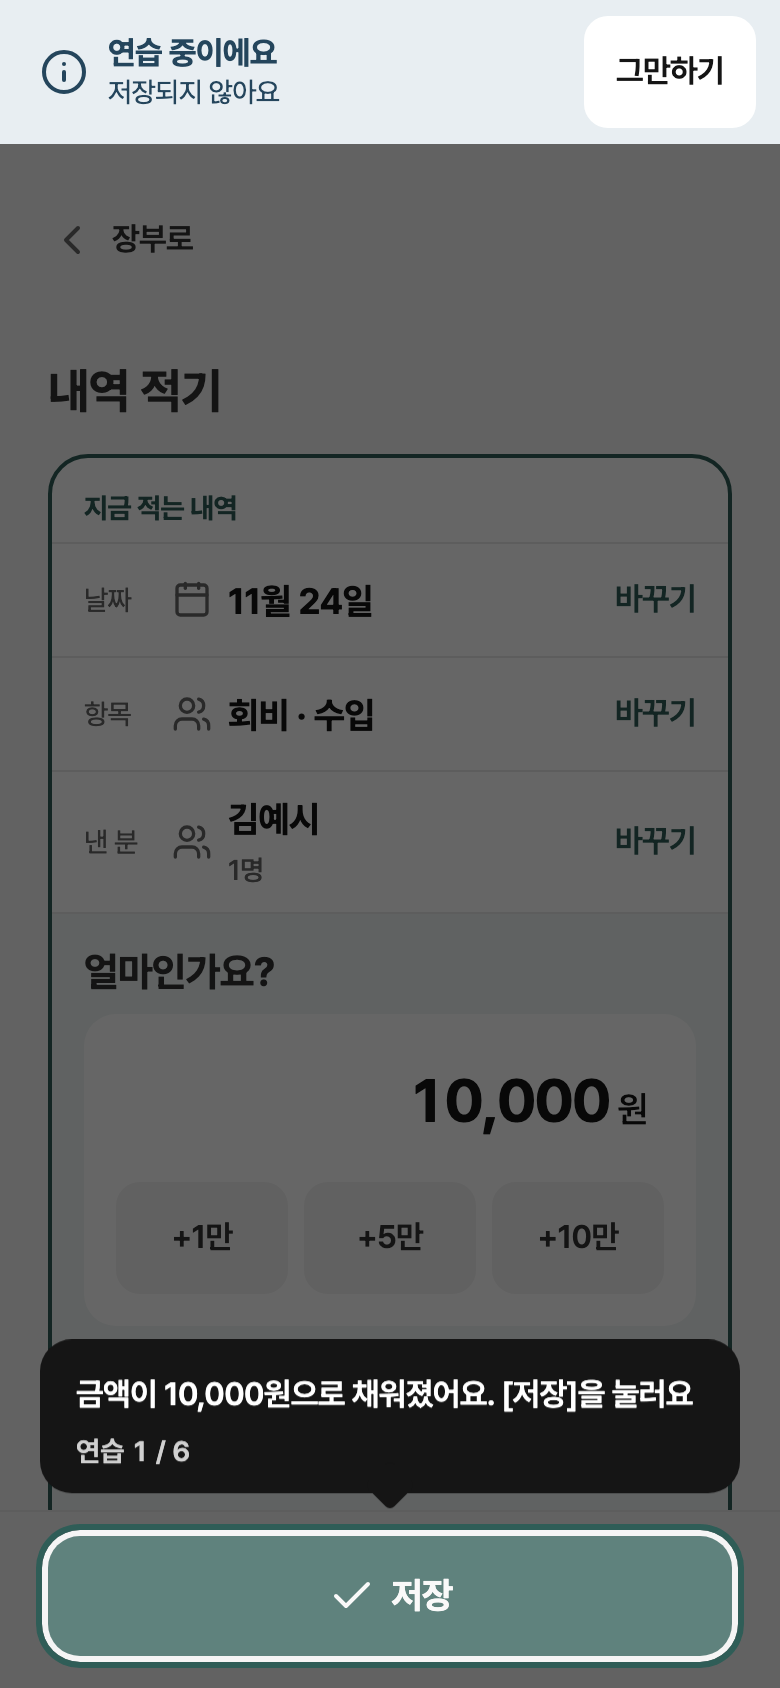 연습 중이에요
저장되지 않아요
그만하기
장부로
내역 적기
지금 적는 내역
날짜 11월 24일 바꾸기
항목 회비 · 수입 바꾸기
낸 분 김예시 바꾸기
1명
얼마인가요?
10,000 원
+1만 +5만 +10만
금액이 10,000원으로 채워졌어요. [저장]을 눌러요
연습 1 / 6
저장